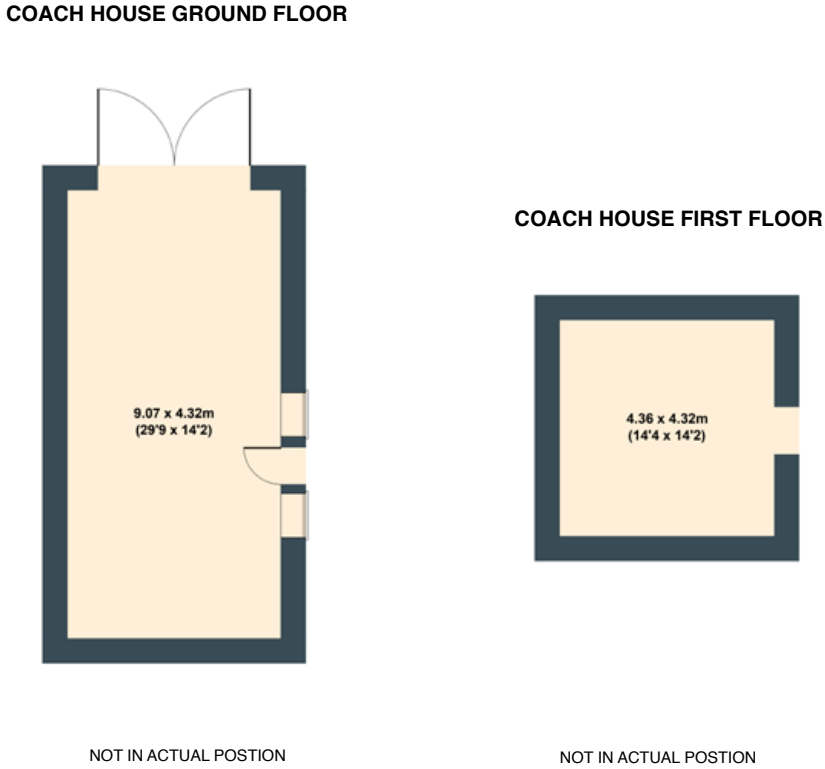 COACH HOUSE GROUND FLOOR
9.07 x 4.32m
(29'9 x 14'2)
NOT IN ACTUAL POSTION
COACH HOUSE FIRST FLOOR
4.36 x 4.32m
(14'4 x 14'2)
NOT IN ACTUAL POSTION